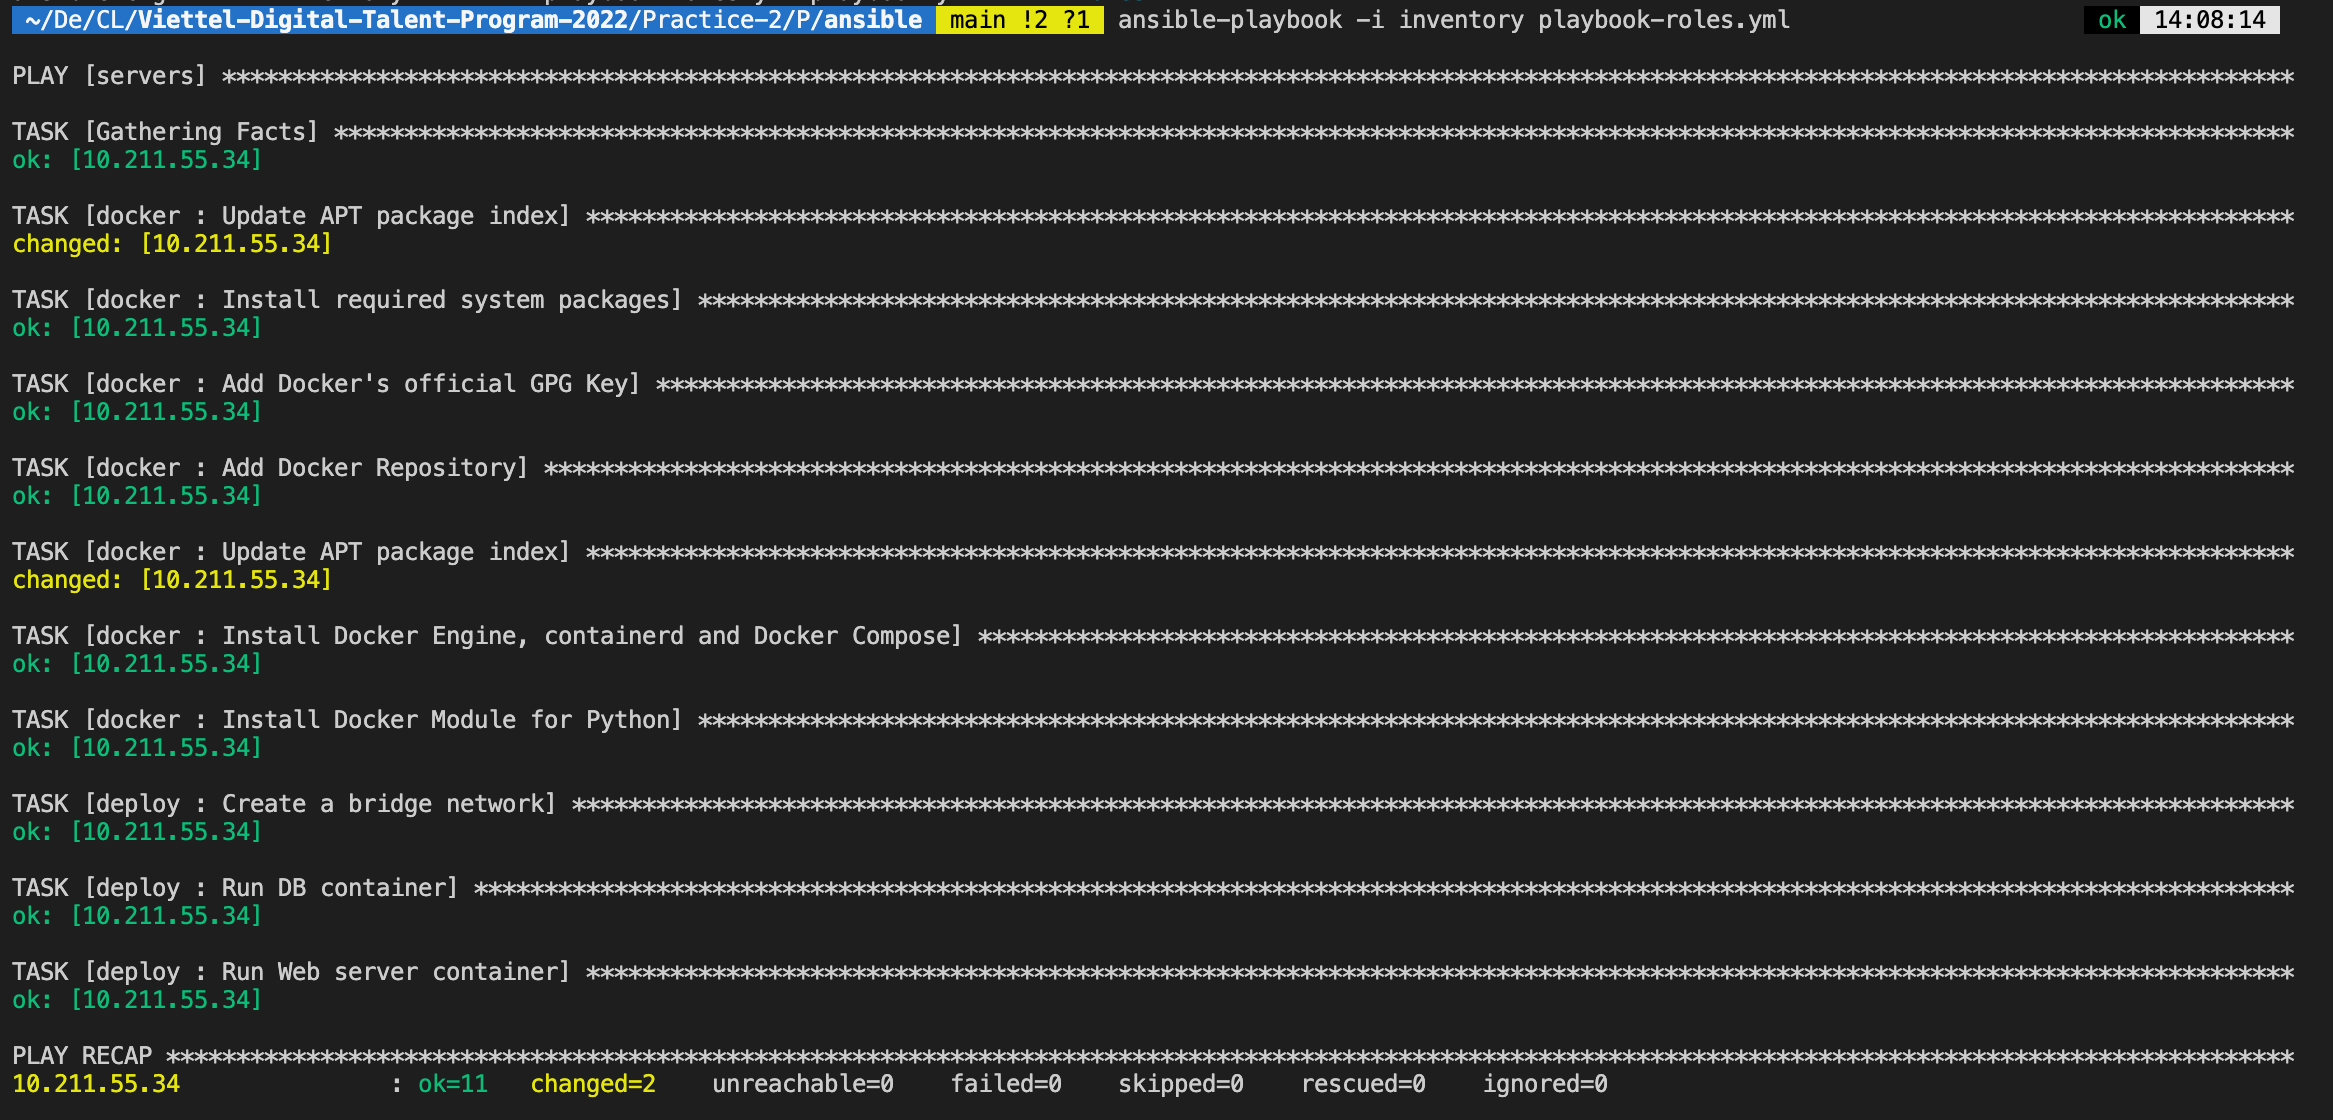 ~/De/CL/Viettel-Digital-Talent-Program-2022/Practice-2/P/ansible main !2 ?1 ansible-playbook -i inventory playbook-roles.yml ok 14:08:14
PLAY [servers] ****************************************************************************************************************************************************
TASK [Gathering Facts] ********************************************************************************************************************************************
ok: [10.211.55.34]
TASK [docker : Update APT package index] **************************************************************************************************************************
changed: [10.211.55.34]
TASK [docker : Install required system packages] ******************************************************************************************************************
ok: [10.211.55.34]
TASK [docker : Add Docker's official GPG Key] *********************************************************************************************************************
ok: [10.211.55.34]
TASK [docker : Add Docker Repository] *****************************************************************************************************************************
ok: [10.211.55.34]
TASK [docker : Update APT package index] **************************************************************************************************************************
changed: [10.211.55.34]
TASK [docker : Install Docker Engine, containerd and Docker Compose] **********************************************************************************************
ok: [10.211.55.34]
TASK [docker : Install Docker Module for Python] ******************************************************************************************************************
ok: [10.211.55.34]
TASK [deploy : Create a bridge network] ***************************************************************************************************************************
ok: [10.211.55.34]
TASK [deploy : Run DB container] **********************************************************************************************************************************
ok: [10.211.55.34]
TASK [deploy : Run Web server container] **************************************************************************************************************************
ok: [10.211.55.34]
PLAY RECAP ********************************************************************************************************************************************************
10.211.55.34 : ok=11 changed=2 unreachable=0 failed=0 skipped=0 rescued=0 ignored=0